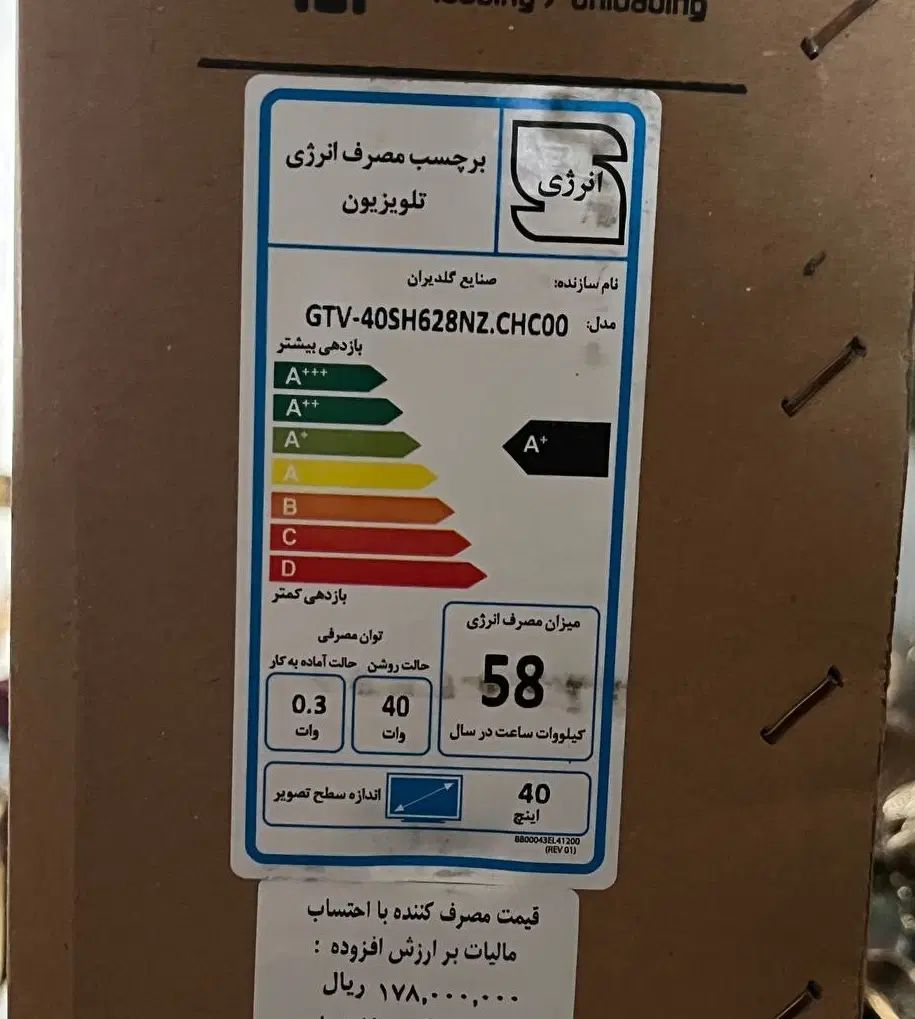 loading / unloading
برچسب مصرف انرژی
تلویزیون
انرژی
نام سازنده: صنایع گلدیران
مدل: GTV-40SH628NZ.CHC00
بازدهی بیشتر
A+++
A++
A+
A+
A
B
C
D
بازدهی کمتر
میزان مصرف انرژی
58
کیلووات ساعت در سال
توان مصرفی
حالت روشن
حالت آماده به کار
40
وات
0.3
وات
40
اینچ
اندازه سطح تصویر
BB00043EL41200
(REV 01)
قیمت مصرف کننده با احتساب
مالیات بر ارزش افزوده :
۱۷۸,۰۰۰,۰۰۰ ریال